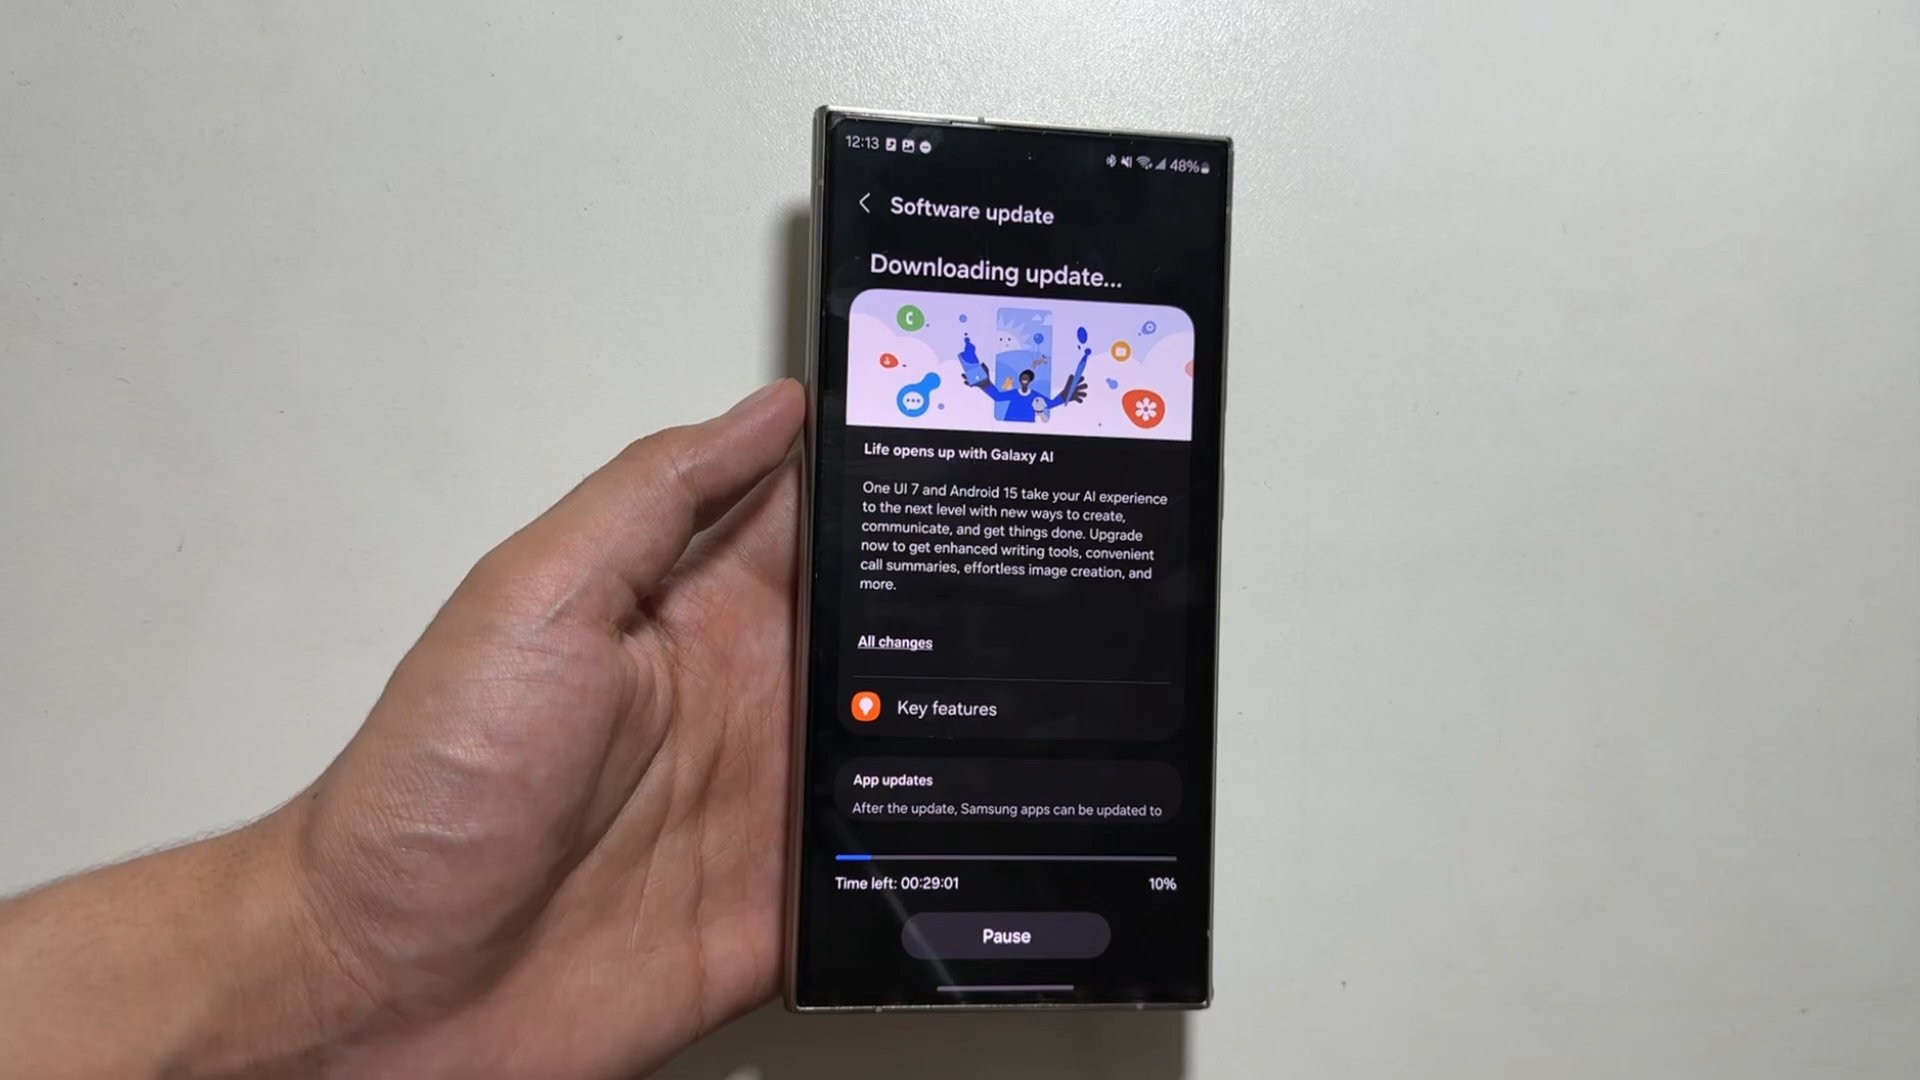 12:13 48%
Software update
Downloading update...
Life opens up with Galaxy AI
One UI 7 and Android 15 take your AI experience
to the next level with new ways to create,
communicate, and get things done. Upgrade
now to get enhanced writing tools, convenient
call summaries, effortless image creation, and
more.
All changes
Key features
App updates
After the update, Samsung apps can be updated to
Time left: 00:29:01 10%
Pause